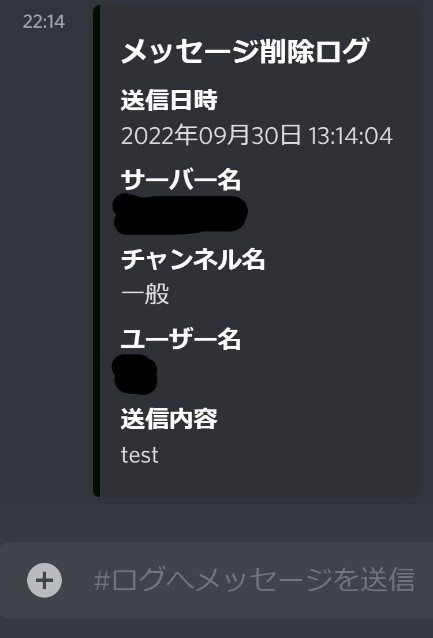 22:14
メッセージ削除ログ
送信日時
2022年09月30日 13:14:04
サーバー名
チャンネル名
一般
ユーザー名
送信内容
test
#ログへメッセージを送信